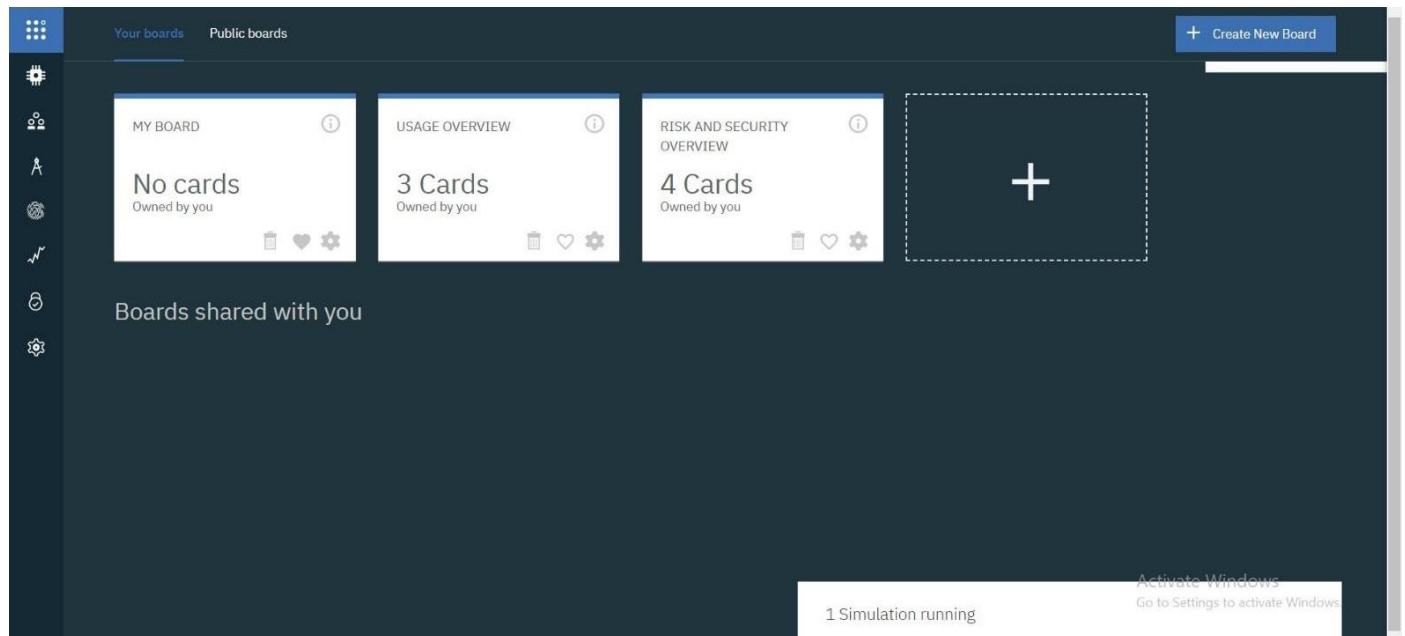 Your boards Public boards
+ Create New Board
MY BOARD
No cards
Owned by you
USAGE OVERVIEW
3 Cards
Owned by you
RISK AND SECURITY
OVERVIEW
4 Cards
Owned by you
Boards shared with you
1 Simulation running
Activate Windows
Go to Settings to activate Windows.